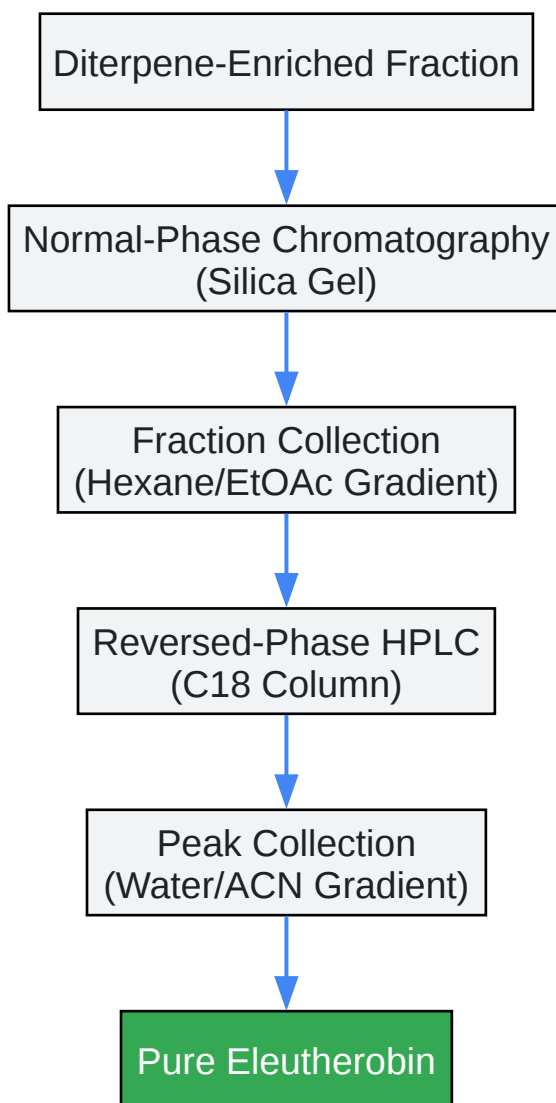 Diterpene-Enriched Fraction
Normal-Phase Chromatography
(Silica Gel)
Fraction Collection
(Hexane/EtOAc Gradient)
Reversed-Phase HPLC
(C18 Column)
Peak Collection
(Water/ACN Gradient)
Pure Eleutherobin